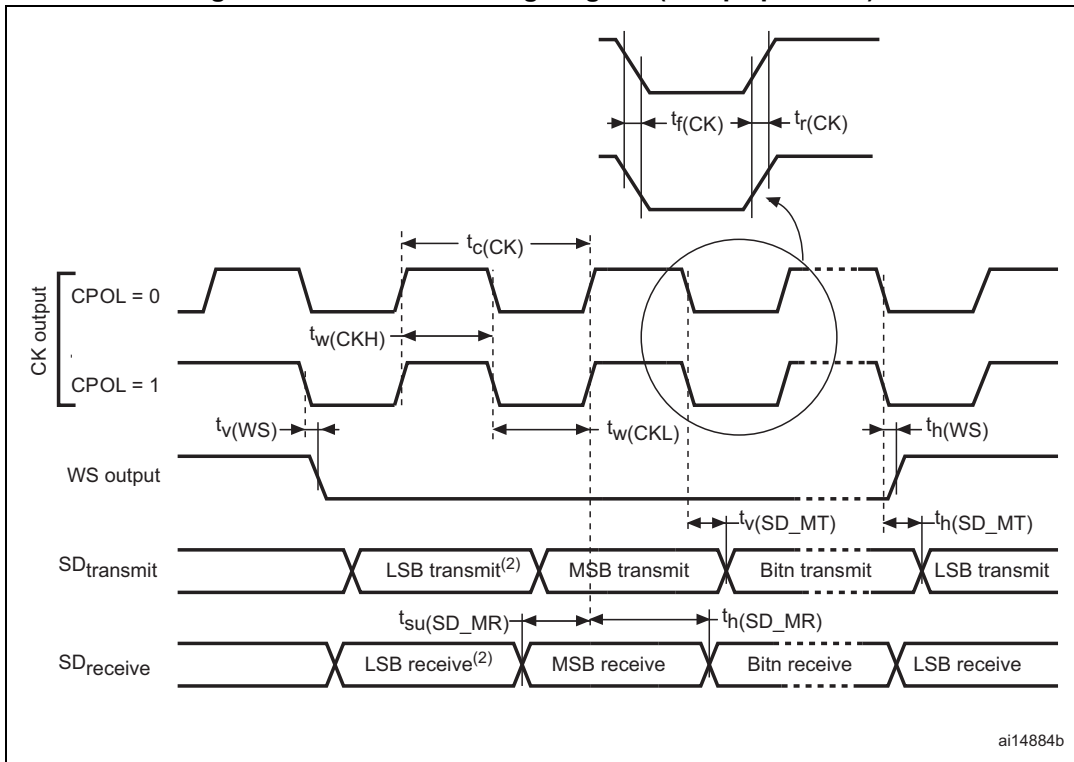 tf(CK)
tr(CK)
tc(CK)
CK output
CPOL = 0
tw(CKH)
CPOL = 1
tv(WS)
tw(CKL)
th(WS)
WS output
tv(SD_MT)
th(SD_MT)
SDtransmit
LSB transmit(2)
MSB transmit
Bitn transmit
LSB transmit
tsu(SD_MR)
th(SD_MR)
SDreceive
LSB receive(2)
MSB receive
Bitn receive
LSB receive
ai14884b